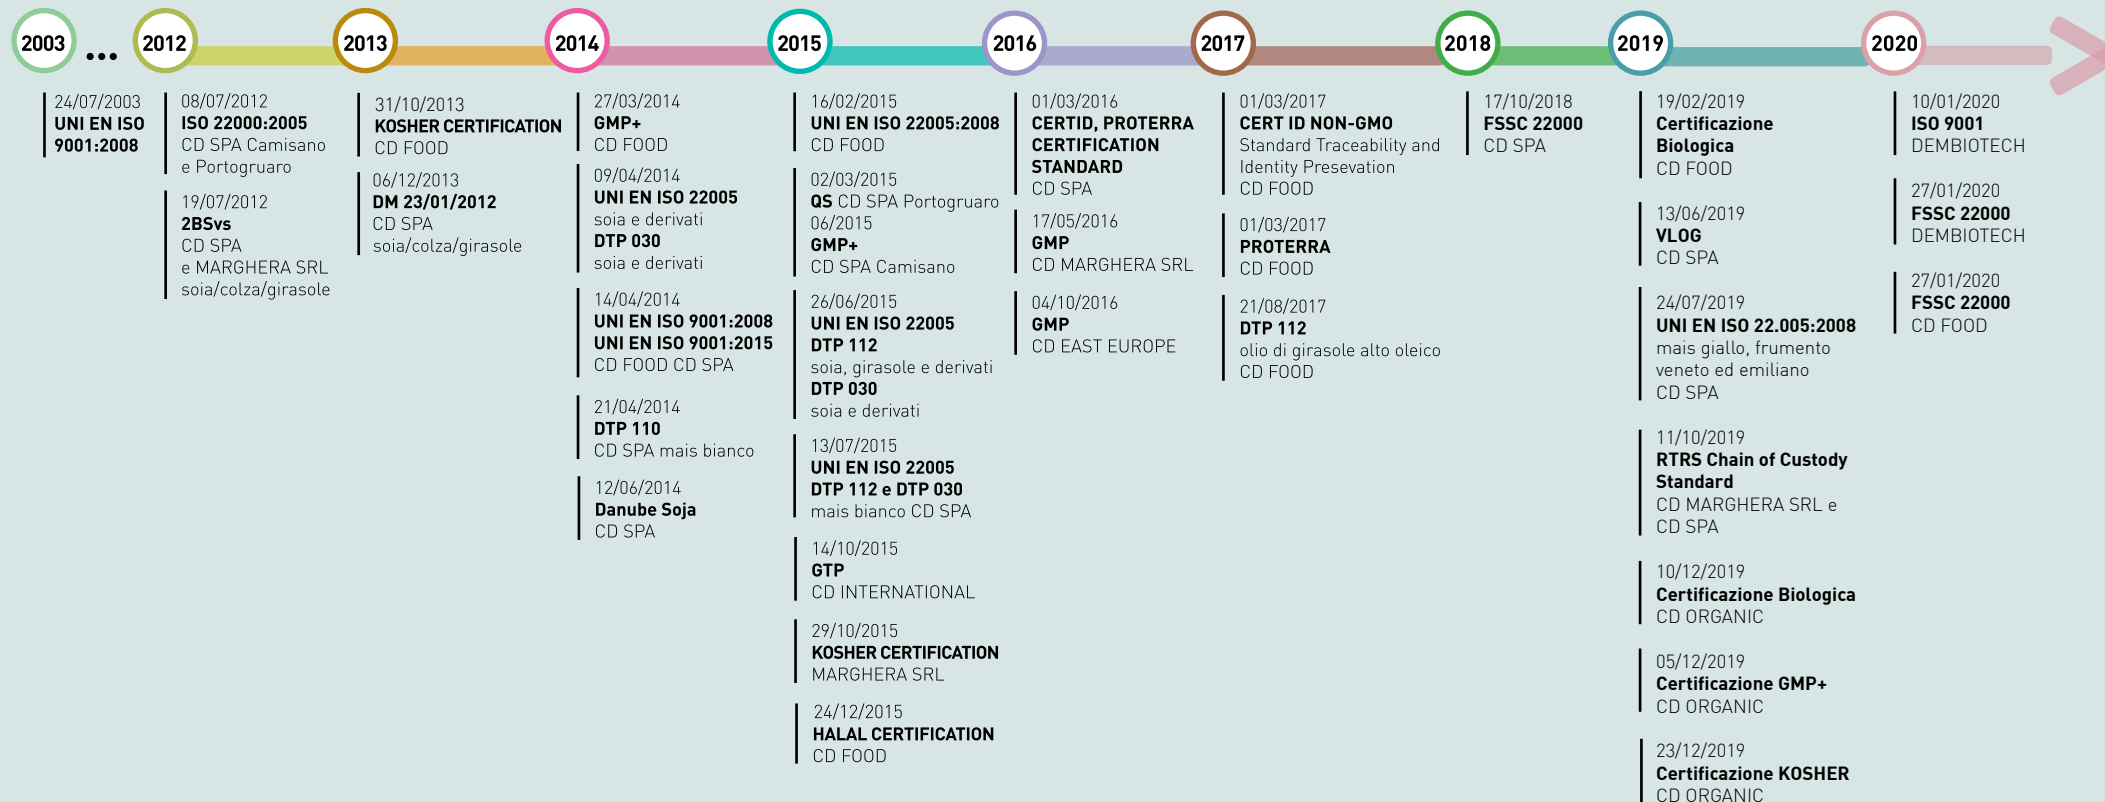 2003
...
2012
2013
2014
2015
2016
2017
2018
2019
2020
24/07/2003
UNI EN ISO
9001:2008
08/07/2012
ISO 22000:2005
CD SPA Camisano
e Portogruaro
19/07/2012
2BSvs
CD SPA
e MARGHERA SRL
soia/colza/girasole
31/10/2013
KOSHER CERTIFICATION
CD FOOD
06/12/2013
DM 23/01/2012
CD SPA
soia/colza/girasole
27/03/2014
GMP+
CD FOOD
09/04/2014
UNI EN ISO 22005
soia e derivati
DTP 030
soia e derivati
14/04/2014
UNI EN ISO 9001:2008
UNI EN ISO 9001:2015
CD FOOD CD SPA
21/04/2014
DTP 110
CD SPA mais bianco
12/06/2014
Danube Soja
CD SPA
16/02/2015
UNI EN ISO 22005:2008
CD FOOD
02/03/2015
QS CD SPA Portogruaro
06/2015
GMP+
CD SPA Camisano
26/06/2015
UNI EN ISO 22005
DTP 112
soia, girasole e derivati
DTP 030
soia e derivati
13/07/2015
UNI EN ISO 22005
DTP 112 e DTP 030
mais bianco CD SPA
14/10/2015
GTP
CD INTERNATIONAL
29/10/2015
KOSHER CERTIFICATION
MARGHERA SRL
24/12/2015
HALAL CERTIFICATION
CD FOOD
01/03/2016
CERTID, PROTERRA
CERTIFICATION
STANDARD
CD SPA
17/05/2016
GMP
CD MARGHERA SRL
04/10/2016
GMP
CD EAST EUROPE
01/03/2017
CERT ID NON-GMO
Standard Traceability and
Identity Presevation
CD FOOD
01/03/2017
PROTERRA
CD FOOD
21/08/2017
DTP 112
olio di girasole alto oleico
CD FOOD
17/10/2018
FSSC 22000
CD SPA
19/02/2019
Certificazione
Biologica
CD FOOD
13/06/2019
VLOG
CD SPA
24/07/2019
UNI EN ISO 22.005:2008
mais giallo, frumento
veneto ed emiliano
CD SPA
11/10/2019
RTRS Chain of Custody
Standard
CD MARGHERA SRL e
CD SPA
10/12/2019
Certificazione Biologica
CD ORGANIC
05/12/2019
Certificazione GMP+
CD ORGANIC
23/12/2019
Certificazione KOSHER
CD ORGANIC
10/01/2020
ISO 9001
DEMBIOTECH
27/01/2020
FSSC 22000
DEMBIOTECH
27/01/2020
FSSC 22000
CD FOOD